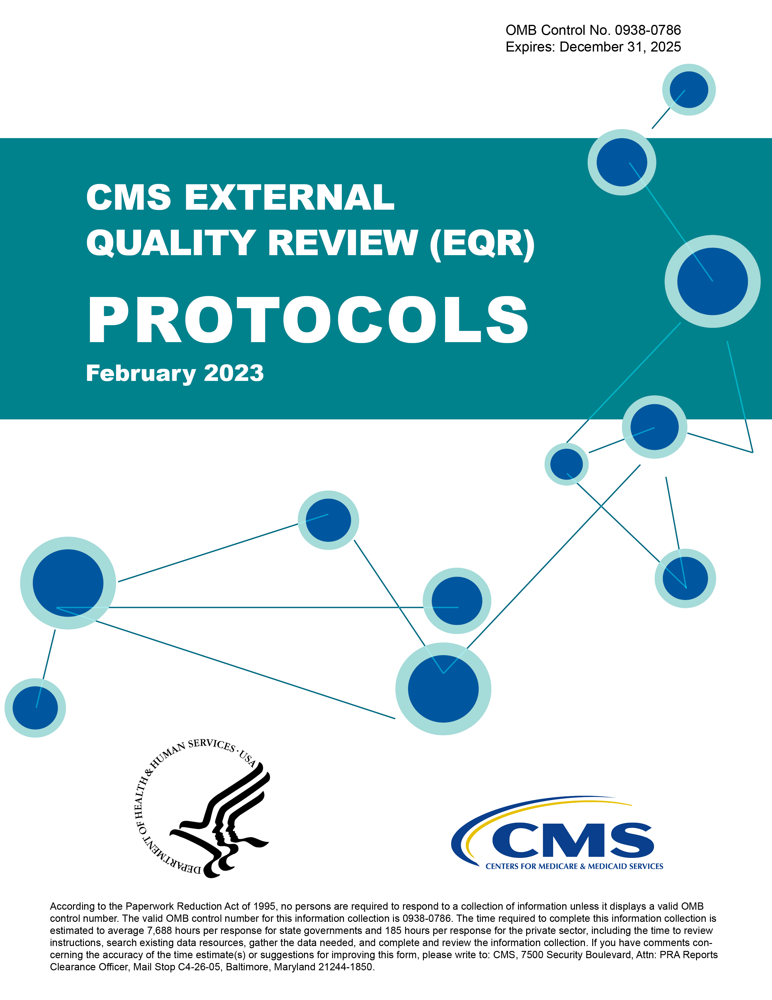 OMB Control No. 0938-0786
Expires: December 31, 2025
CMS EXTERNAL
QUALITY REVIEW (EQR)
PROTOCOLS
February 2023
DEPARTMENT OF HEALTH & HUMAN SERVICES · USA
CMS
CENTERS FOR MEDICARE & MEDICAID SERVICES
According to the Paperwork Reduction Act of 1995, no persons are required to respond to a collection of information unless it displays a valid OMB
control number. The valid OMB control number for this information collection is 0938-0786. The time required to complete this information collection is
estimated to average 7,688 hours per response for state governments and 185 hours per response for the private sector, including the time to review
instructions, search existing data resources, gather the data needed, and complete and review the information collection. If you have comments con-
cerning the accuracy of the time estimate(s) or suggestions for improving this form, please write to: CMS, 7500 Security Boulevard, Attn: PRA Reports
Clearance Officer, Mail Stop C4-26-05, Baltimore, Maryland 21244-1850.